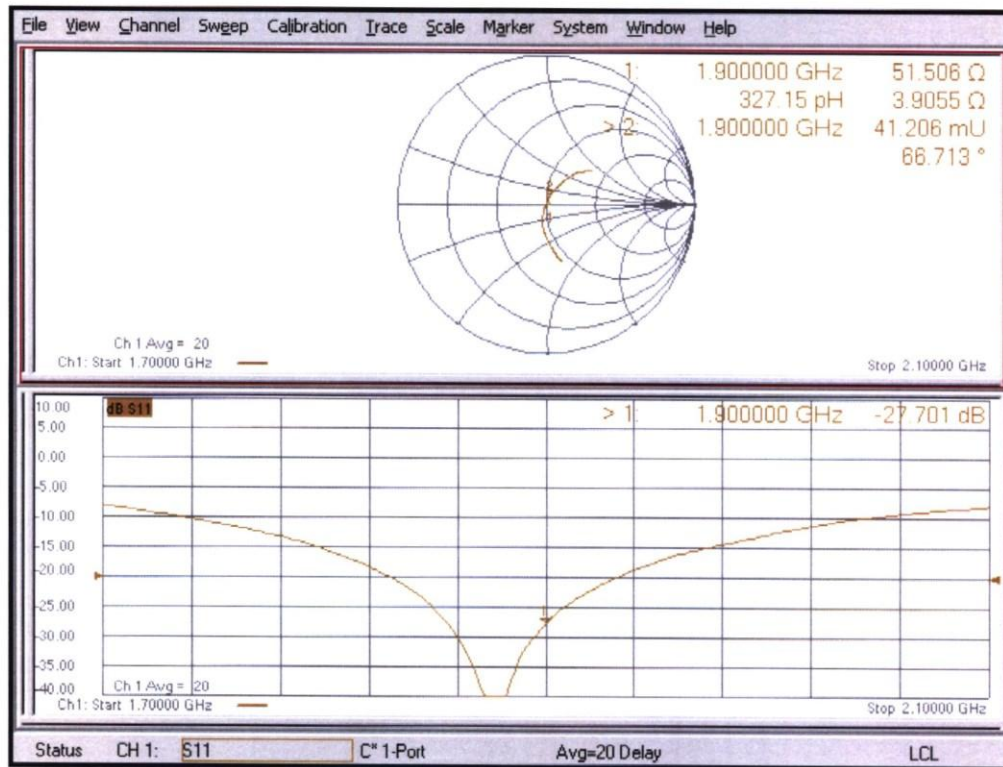 File View Channel Sweep Calibration Trace Scale Marker System Window Help
1: 1.900000 GHz 51.506 Ω
327.15 pH 3.9055 Ω
> 2: 1.900000 GHz 41.206 mU
66.713 °
Ch 1 Avg = 20
Ch1: Start 1.70000 GHz
Stop 2.10000 GHz
10.00
dB S11
> 1: 1.900000 GHz -27.701 dB
5.00
0.00
-5.00
-10.00
-15.00
-20.00
-25.00
1
-30.00
-35.00
-40.00
Ch 1 Avg = 20
Ch1: Start 1.70000 GHz
Stop 2.10000 GHz
Status CH 1: S11 C* 1-Port Avg=20 Delay LCL